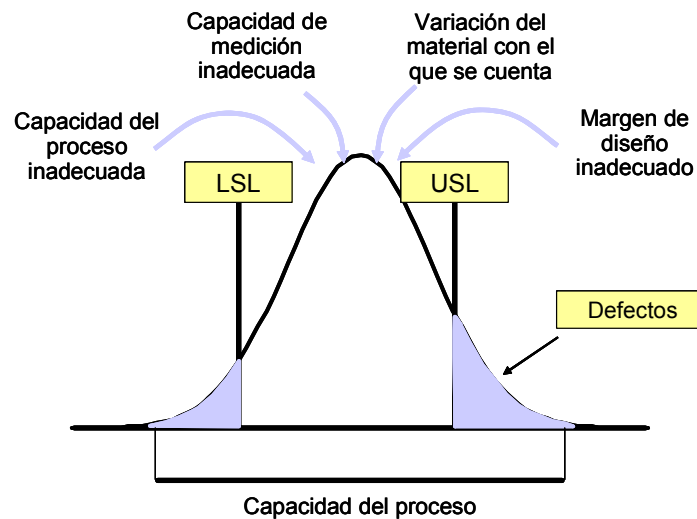 Capacidad de
medición
inadecuada
Variación del
material con el
que se cuenta
Capacidad del
proceso
inadecuada
Margen de
diseño
inadecuado
LSL
USL
Defectos
Capacidad del proceso